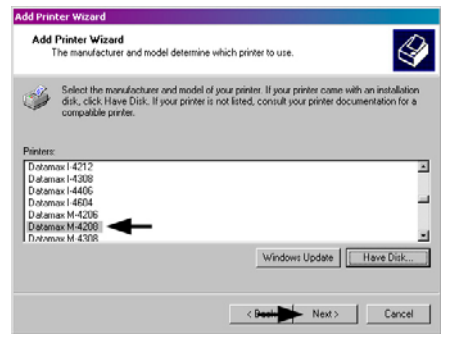 Add Printer Wizard
Add Printer Wizard
The manufacturer and model determine which printer to use.
Select the manufacturer and model of your printer. If your printer came with an installation
disk, click Have Disk. If your printer is not listed, consult your printer documentation for a
compatible printer.
Printers:
Datamax I-4212
Datamax I-4308
Datamax I-4406
Datamax I-4604
Datamax M-4206
Datamax M-4208
Datamax M-4308
Windows Update
Have Disk...
< Back
Next >
Cancel